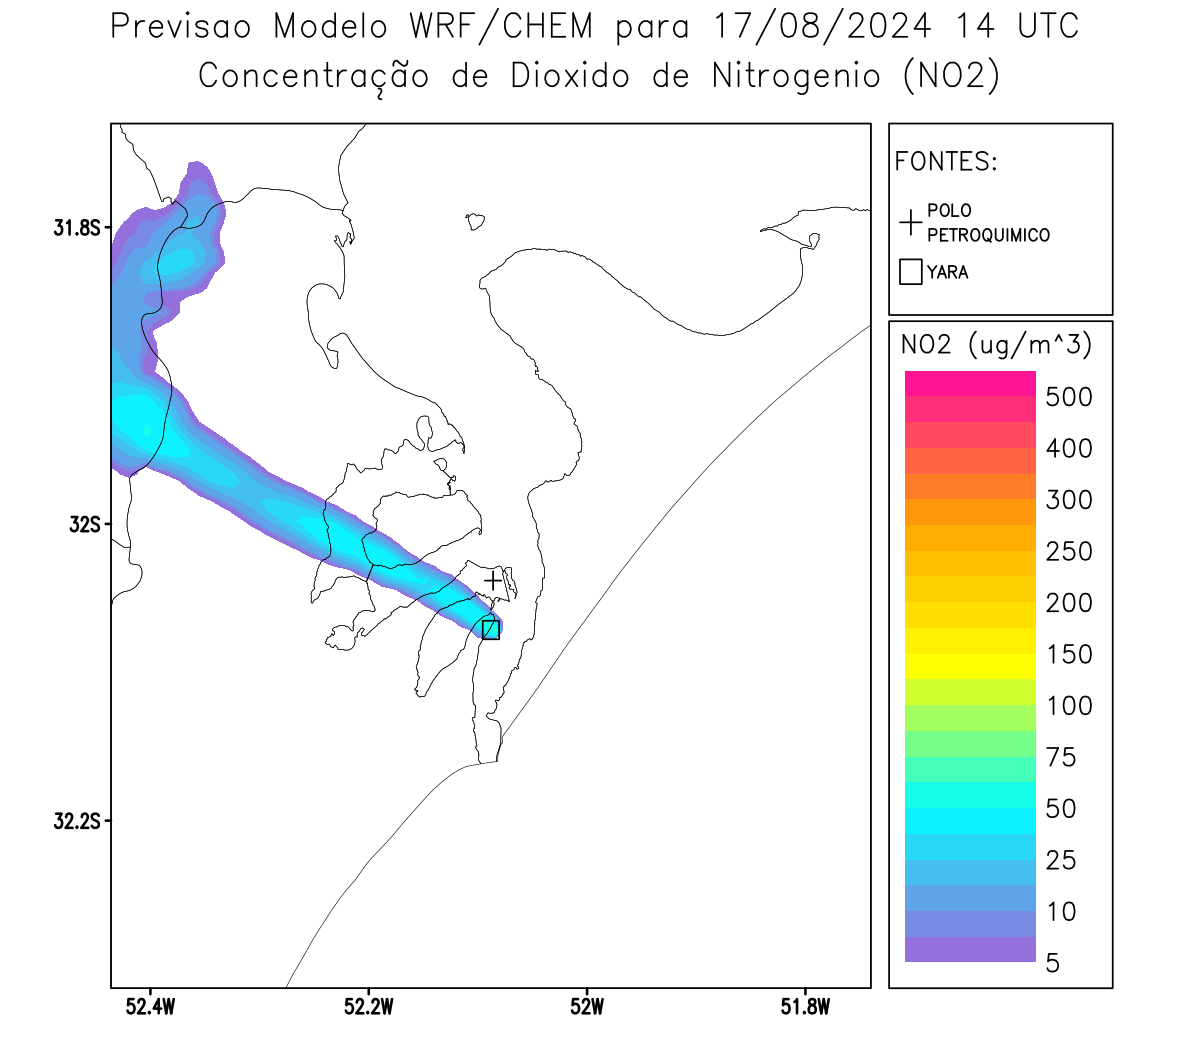 Previsao Modelo WRF/CHEM para 17/08/2024 14 UTC
Concentração de Dioxido de Nitrogenio (NO2)
FONTES:
POLO
PETROQUIMICO
YARA
NO2 (ug/m^3)
500
400
300
250
200
150
100
75
50
25
10
5
31.8S
32S
32.2S
52.4W
52.2W
52W
51.8W